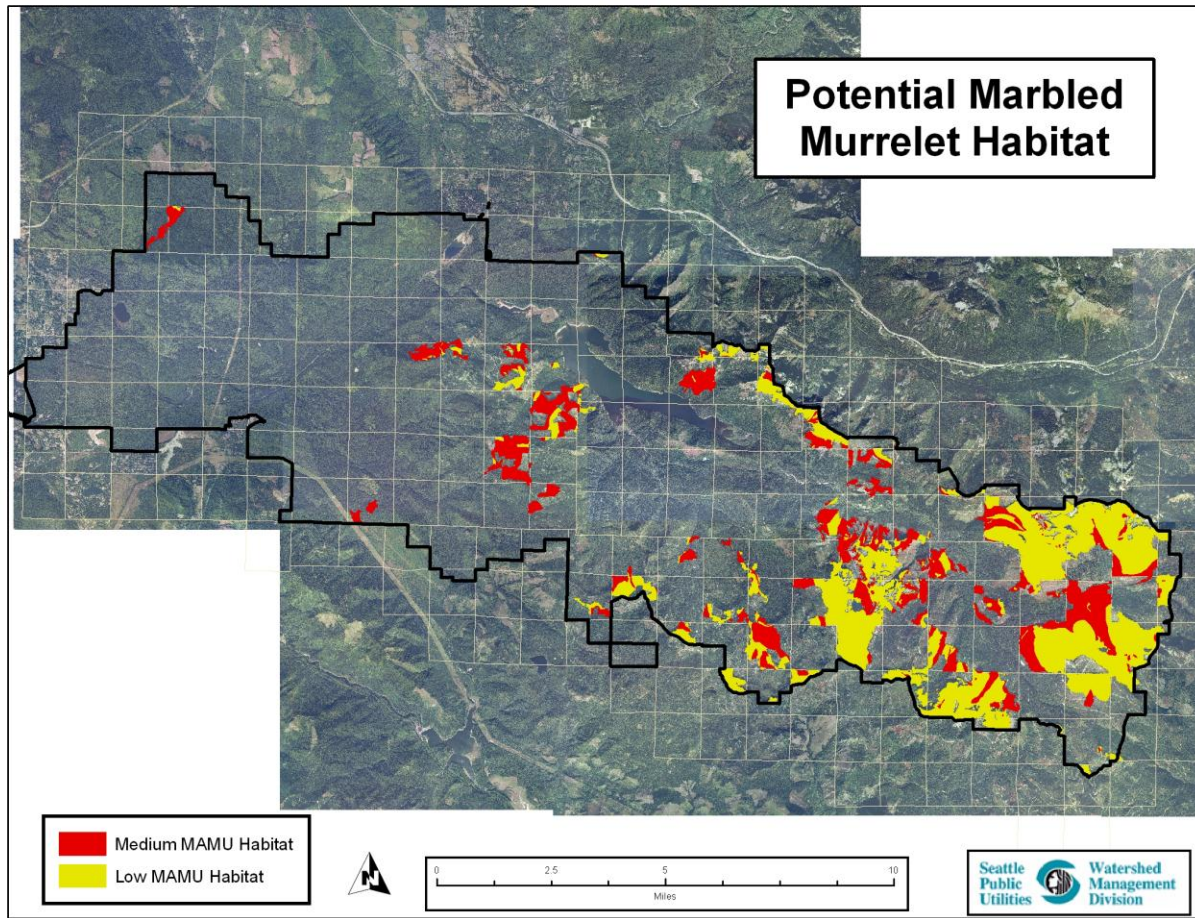 Potential Marbled
Murrelet Habitat
Medium MAMU Habitat
Low MAMU Habitat
N
0 2.5 5 10
Miles
Seattle
Public
Utilities
Watershed
Management
Division